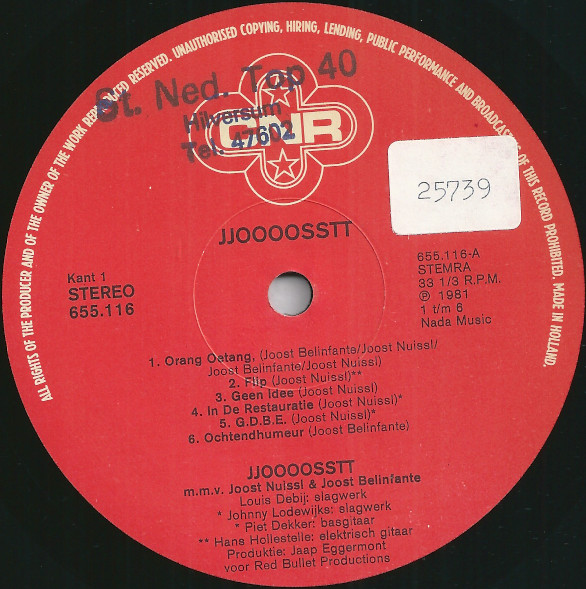 ALL RIGHTS OF THE PRODUCER AND OF THE OWNER OF THE WORK REPRODUCED RESERVED. UNAUTHORISED COPYING, HIRING, LENDING, PUBLIC PERFORMANCE AND BROADCASTING OF THIS RECORD PROHIBITED. MADE IN HOLLAND.
St. Ned. Top 40
Hilversum
Tel. 47602
CNR
25739
JJOOOOSSTT
Kant 1
STEREO
655.116
655.116-A
STEMRA
33 1/3 R.P.M.
℗ 1981
1 t/m 6
Nada Music
1. Orang Oetang, (Joost Belinfante/Joost Nuissl/
Joost Belinfante/Joost Nuissl)
2. Flip (Joost Nuissl)**
3. Geen Idee (Joost Nuissl)
4. In De Restauratie (Joost Nuissl)*
5. G.D.B.E. (Joost Nuissl)*
6. Ochtendhumeur (Joost Belinfante)
JJOOOOSSTT
m.m.v. Joost Nuissl & Joost Belinfante
Louis Debij: slagwerk
* Johnny Lodewijks: slagwerk
* Piet Dekker: basgitaar
** Hans Hollestelle: elektrisch gitaar
Produktie: Jaap Eggermont
voor Red Bullet Productions